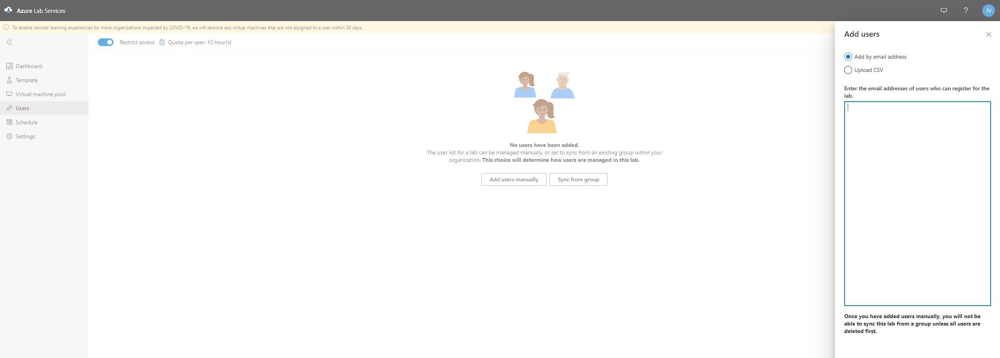 Azure Lab Services
?
JV
To enable remote learning experiences for more organizations impacted by COVID-19, we will remove any virtual machines that are not assigned to a user within 30 days.
Restrict access
Quota per user: 10 hour(s)
Dashboard
Template
Virtual machine pool
Users
Schedule
Settings
No users have been added.
The user list for a lab can be managed manually, or set to sync from an existing group within your
organization. This choice will determine how users are managed in this lab.
Add users manually
Sync from group
Add users
Add by email address
Upload CSV
Enter the email addresses of users who can register for the
lab.
Once you have added users manually, you will not be
able to sync this lab from a group unless all users are
deleted first.